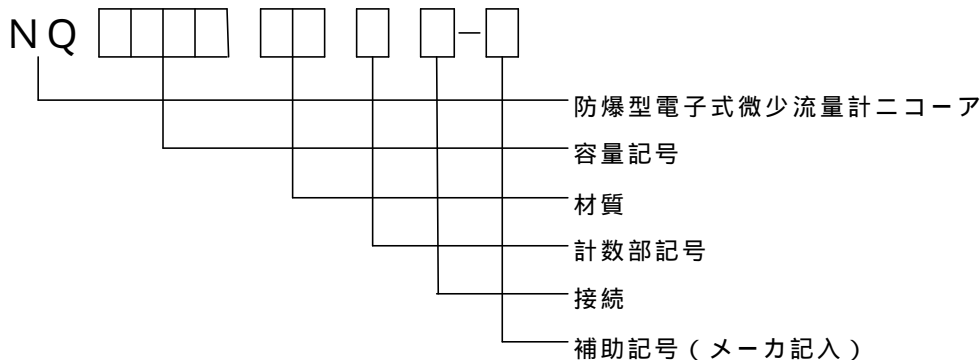 NQ
防爆型電子式微少流量計ニコーア
容量記号
材質
計数部記号
接続
補助記号(メーカ記入)